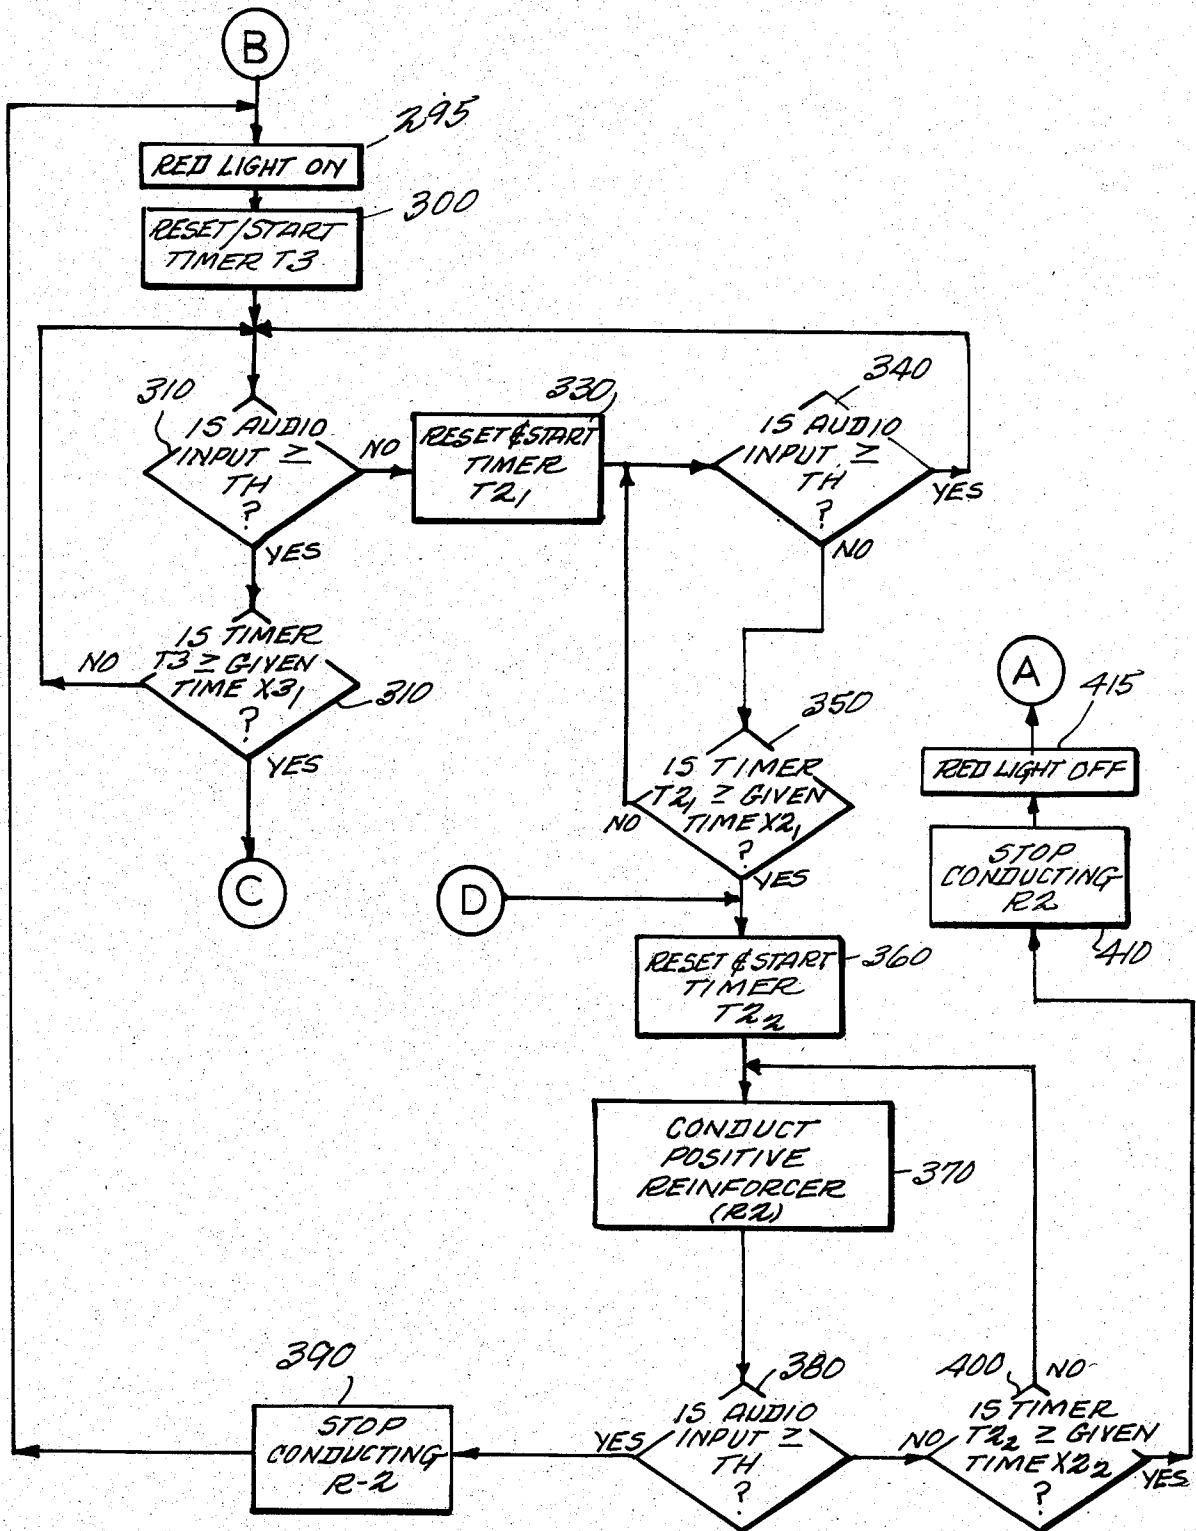 B
295
RED LIGHT ON
300
RESET/START
TIMER T3
310
IS AUDIO
INPUT ≥
TH
?
NO
YES
330
RESET & START
TIMER
T2₁
340
IS AUDIO
INPUT ≥
TH
?
YES
NO
IS TIMER
T3 ≥ GIVEN
TIME X3₁
?
310
NO
YES
C
350
IS TIMER
T2₁ ≥ GIVEN
TIME X2₁
?
NO
YES
A
415
RED LIGHT OFF
STOP
CONDUCTING
R2
410
D
RESET & START
TIMER
T2₂
360
CONDUCT
POSITIVE
REINFORCER
(R2)
370
380
IS AUDIO
INPUT ≥
TH
?
YES
NO
390
STOP
CONDUCTING
R-2
400
NO
IS TIMER
T2₂ ≥ GIVEN
TIME X2₂
?
YES